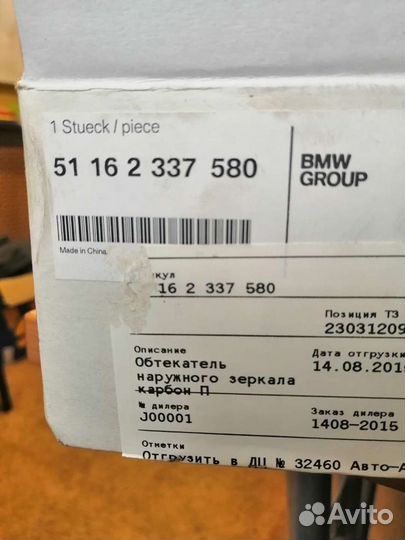 1 Stueck / piece
51 16 2 337 580
BMW
GROUP
Made in China.
16 2 337 580
Позиция ТЗ
23031209
Описание
Дата отгрузки
Обтекатель
14.08.201
наружного зеркала
карбон П
№ дилера
Заказ дилера
J00001
1408-2015
Отметки
Отгрузить в ДЦ № 32460 Авто-А
Avito